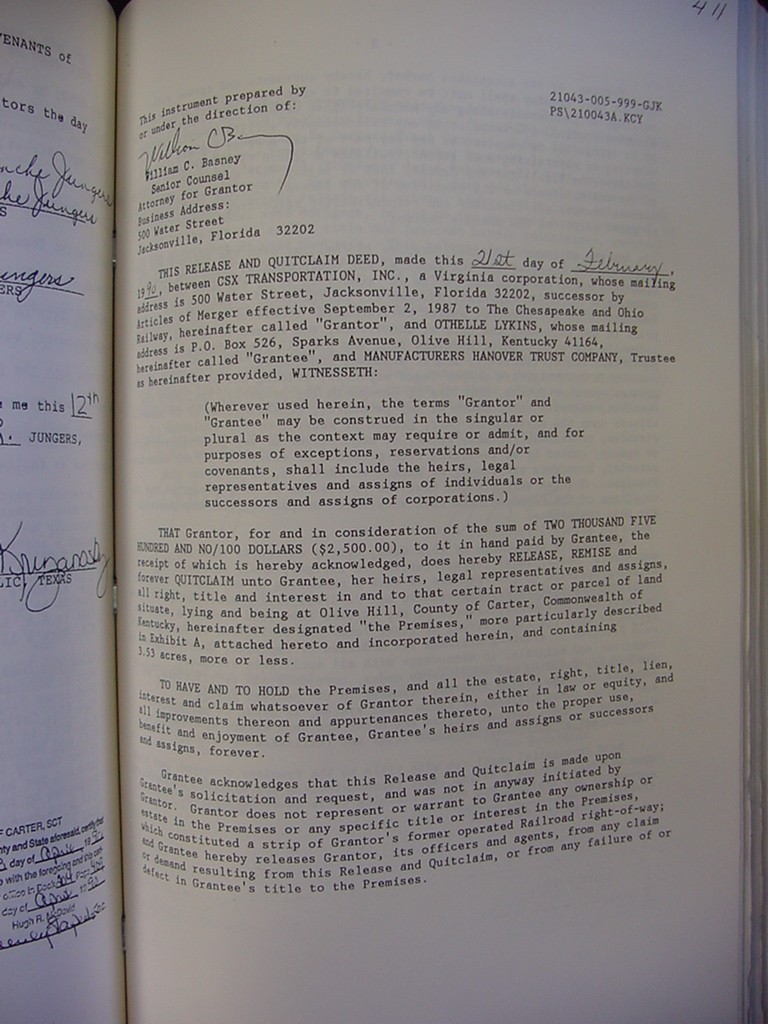 411
ENANTS of
tors the day
S
ERS
me this 12th
JUNGERS,
LIC, TEXAS
CARTER, SCT
nty and State aforesaid, certify that
day of
e with the foregoing and this
day of
Hugh R. McDavid
21043-005-999-GJK
PS\210043A.KCY
This instrument prepared by
or under the direction of:
William C. Basney
Senior Counsel
Attorney for Grantor
Business Address:
500 Water Street
Jacksonville, Florida 32202
THIS RELEASE AND QUITCLAIM DEED, made this 21st day of February,
1990, between CSX TRANSPORTATION, INC., a Virginia corporation, whose mailing
address is 500 Water Street, Jacksonville, Florida 32202, successor by
Articles of Merger effective September 2, 1987 to The Chesapeake and Ohio
Railway, hereinafter called "Grantor", and OTHELLE LYKINS, whose mailing
address is P.O. Box 526, Sparks Avenue, Olive Hill, Kentucky 41164,
hereinafter called "Grantee", and MANUFACTURERS HANOVER TRUST COMPANY, Trustee
as hereinafter provided, WITNESSETH:
(Wherever used herein, the terms "Grantor" and
"Grantee" may be construed in the singular or
plural as the context may require or admit, and for
purposes of exceptions, reservations and/or
covenants, shall include the heirs, legal
representatives and assigns of individuals or the
successors and assigns of corporations.)
THAT Grantor, for and in consideration of the sum of TWO THOUSAND FIVE
HUNDRED AND NO/100 DOLLARS ($2,500.00), to it in hand paid by Grantee, the
receipt of which is hereby acknowledged, does hereby RELEASE, REMISE and
forever QUITCLAIM unto Grantee, her heirs, legal representatives and assigns,
all right, title and interest in and to that certain tract or parcel of land
situate, lying and being at Olive Hill, County of Carter, Commonwealth of
Kentucky, hereinafter designated "the Premises," more particularly described
in Exhibit A, attached hereto and incorporated herein, and containing
3.53 acres, more or less.
TO HAVE AND TO HOLD the Premises, and all the estate, right, title, lien,
interest and claim whatsoever of Grantor therein, either in law or equity, and
all improvements thereon and appurtenances thereto, unto the proper use,
benefit and enjoyment of Grantee, Grantee's heirs and assigns or successors
and assigns, forever.
Grantee acknowledges that this Release and Quitclaim is made upon
Grantee's solicitation and request, and was not in anyway initiated by
Grantor. Grantor does not represent or warrant to Grantee any ownership or
estate in the Premises or any specific title or interest in the Premises,
which constituted a strip of Grantor's former operated Railroad right-of-way;
and Grantee hereby releases Grantor, its officers and agents, from any claim
or demand resulting from this Release and Quitclaim, or from any failure of or
defect in Grantee's title to the Premises.